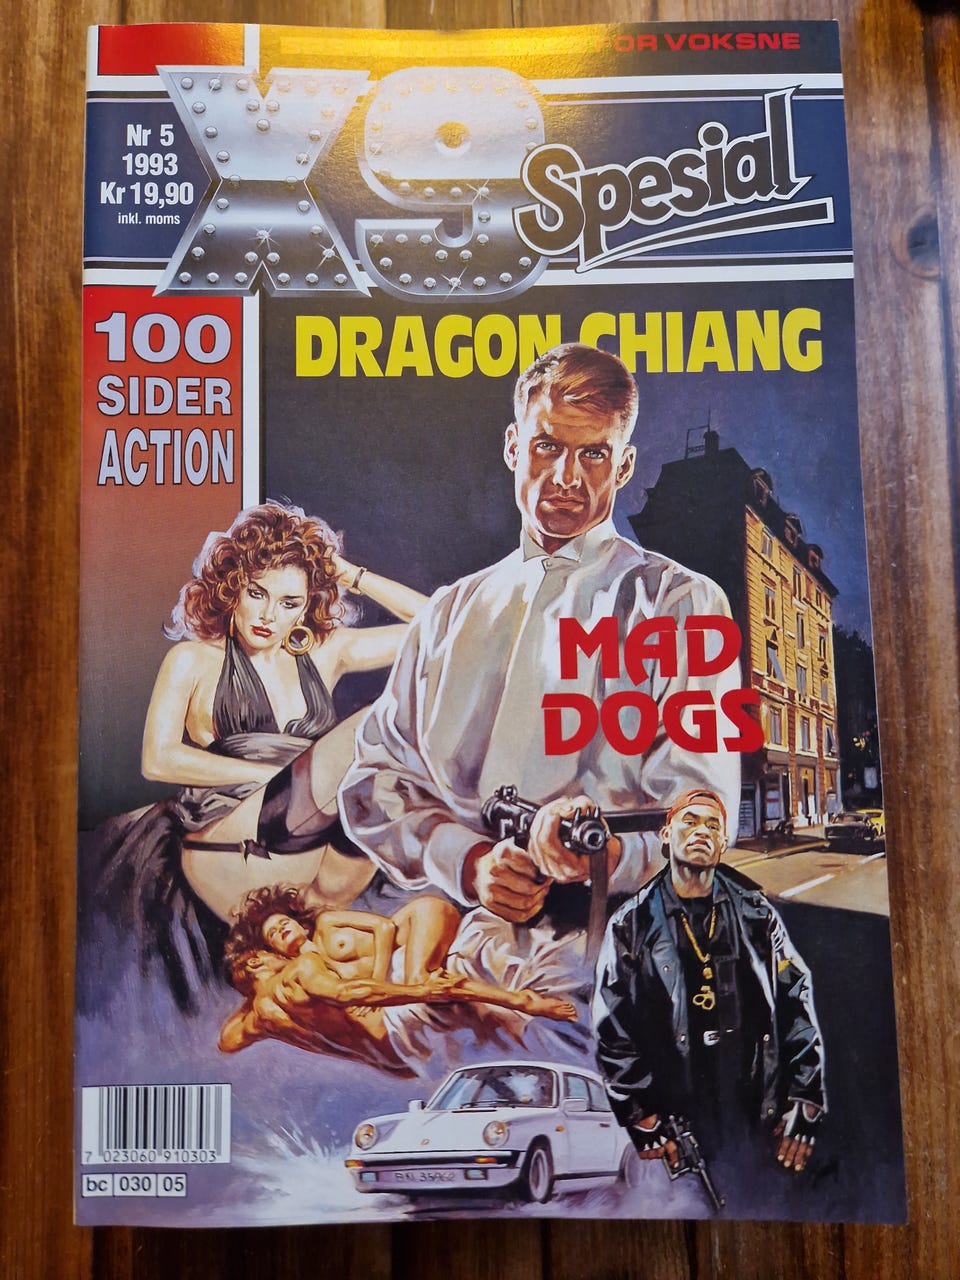 FOR VOKSNE
X9
Spesial
Nr 5
1993
Kr 19,90
inkl. moms
100
SIDER
ACTION
DRAGON CHIANG
MAD
DOGS
7 023060 910303
bc 030 05